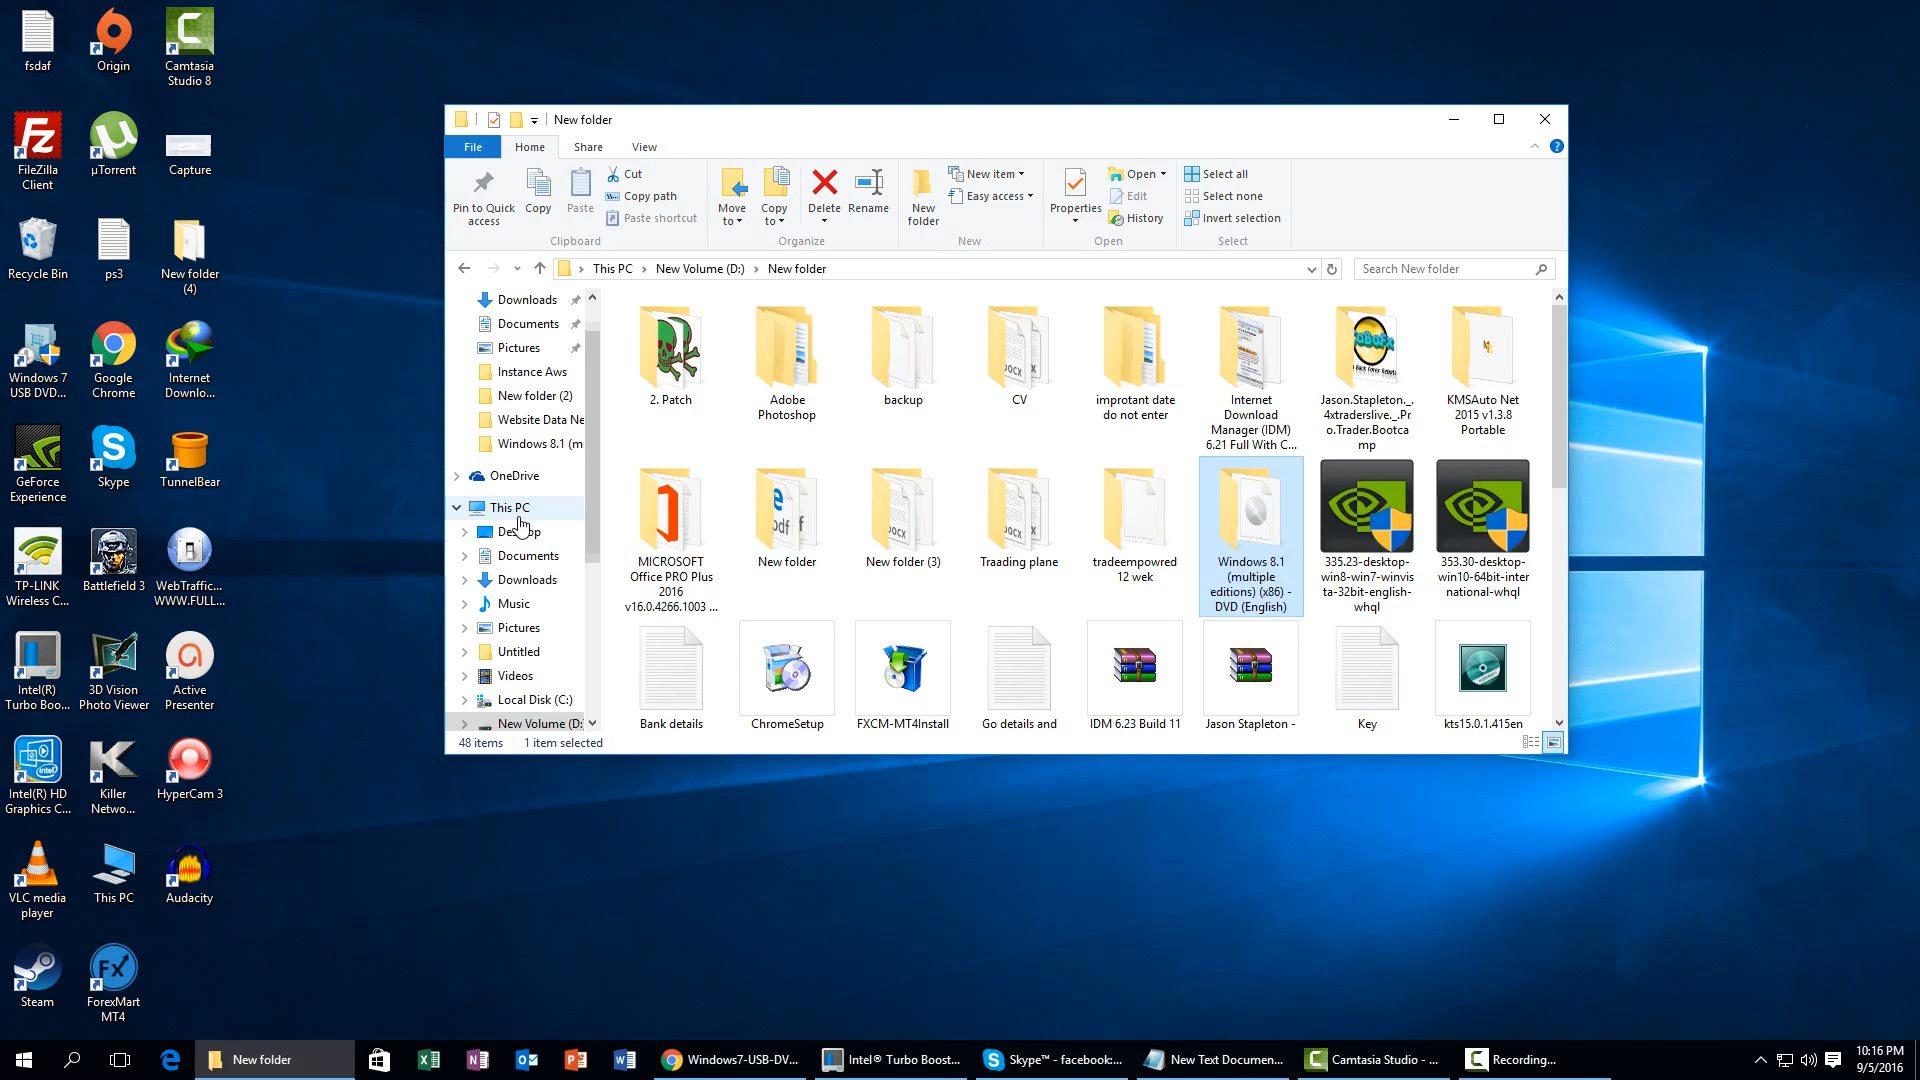 fsdaf
Origin
Camtasia
Studio 8
FileZilla
Client
µTorrent
Capture
Recycle Bin
ps3
New folder
(4)
Windows 7
USB DVD...
Google
Chrome
Internet
Downlo...
GeForce
Experience
Skype
TunnelBear
TP-LINK
Wireless C...
Battlefield 3
WebTraffic...
WWW.FULL...
Intel(R)
Turbo Boo...
3D Vision
Photo Viewer
Active
Presenter
Intel(R) HD
Graphics C...
Killer
Netwo...
HyperCam 3
VLC media
player
This PC
Audacity
Steam
ForexMart
MT4
New folder
File
Home
Share
View
Pin to Quick
access
Copy
Paste
Cut
Copy path
Paste shortcut
Clipboard
Move
to
Copy
to
Delete
Rename
Organize
New
folder
New item
Easy access
New
Properties
Open
Edit
History
Open
Select all
Select none
Invert selection
Select
This PC
New Volume (D:)
New folder
Search New folder
Downloads
Documents
Pictures
Instance Aws
New folder (2)
Website Data Ne
Windows 8.1 (m
OneDrive
This PC
Desktop
Documents
Downloads
Music
Pictures
Untitled
Videos
Local Disk (C:)
New Volume (D:
2. Patch
Adobe
Photoshop
backup
CV
improtant date
do not enter
Internet
Download
Manager (IDM)
6.21 Full With C...
Jason.Stapleton._.
4xtraderslive._.Pr
o.Trader.Bootca
mp
KMSAuto Net
2015 v1.3.8
Portable
MICROSOFT
Office PRO Plus
2016
v16.0.4266.1003 ...
New folder
New folder (3)
Traading plane
tradeempowred
12 wek
Windows 8.1
(multiple
editions) (x86) -
DVD (English)
335.23-desktop-
win8-win7-winvis
ta-32bit-english-
whql
353.30-desktop-
win10-64bit-inter
national-whql
Bank details
ChromeSetup
FXCM-MT4Install
Go details and
IDM 6.23 Build 11
Jason Stapleton -
Key
kts15.0.1.415en
48 items
1 item selected
New folder
Windows7-USB-DV...
Intel® Turbo Boost...
Skype™ - facebook:...
New Text Documen...
Camtasia Studio - ...
Recording...
10:16 PM
9/5/2016